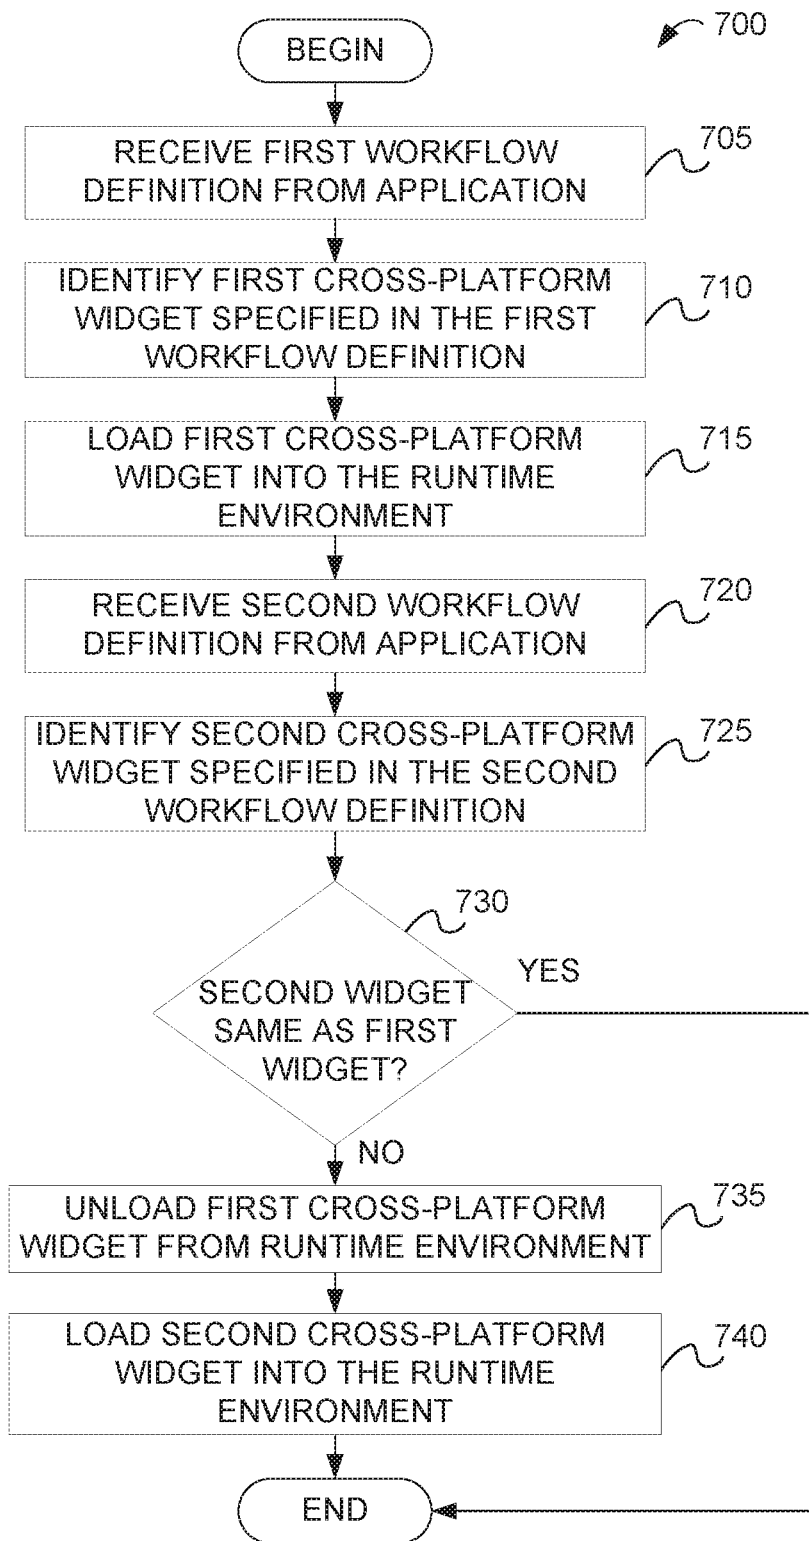 BEGIN
700
RECEIVE FIRST WORKFLOW
DEFINITION FROM APPLICATION
705
IDENTIFY FIRST CROSS-PLATFORM
WIDGET SPECIFIED IN THE FIRST
WORKFLOW DEFINITION
710
LOAD FIRST CROSS-PLATFORM
WIDGET INTO THE RUNTIME
ENVIRONMENT
715
RECEIVE SECOND WORKFLOW
DEFINITION FROM APPLICATION
720
IDENTIFY SECOND CROSS-PLATFORM
WIDGET SPECIFIED IN THE SECOND
WORKFLOW DEFINITION
725
730
SECOND WIDGET
SAME AS FIRST
WIDGET?
YES
NO
UNLOAD FIRST CROSS-PLATFORM
WIDGET FROM RUNTIME ENVIRONMENT
735
LOAD SECOND CROSS-PLATFORM
WIDGET INTO THE RUNTIME
ENVIRONMENT
740
END